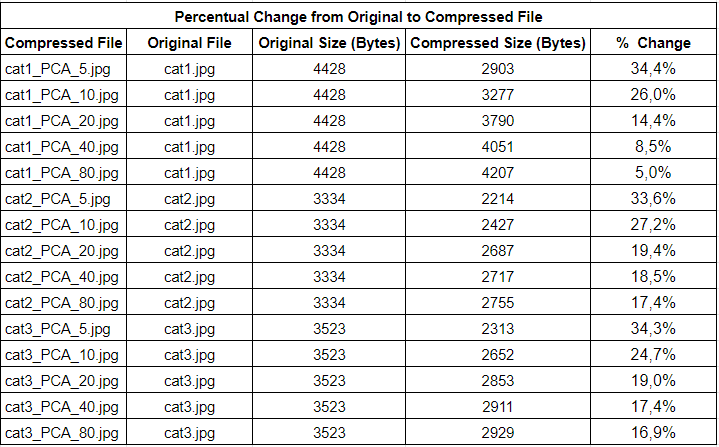 Percentual Change from Original to Compressed File
Compressed File Original File Original Size (Bytes) Compressed Size (Bytes) % Change
cat1_PCA_5.jpg cat1.jpg 4428 2903 34,4%
cat1_PCA_10.jpg cat1.jpg 4428 3277 26,0%
cat1_PCA_20.jpg cat1.jpg 4428 3790 14,4%
cat1_PCA_40.jpg cat1.jpg 4428 4051 8,5%
cat1_PCA_80.jpg cat1.jpg 4428 4207 5,0%
cat2_PCA_5.jpg cat2.jpg 3334 2214 33,6%
cat2_PCA_10.jpg cat2.jpg 3334 2427 27,2%
cat2_PCA_20.jpg cat2.jpg 3334 2687 19,4%
cat2_PCA_40.jpg cat2.jpg 3334 2717 18,5%
cat2_PCA_80.jpg cat2.jpg 3334 2755 17,4%
cat3_PCA_5.jpg cat3.jpg 3523 2313 34,3%
cat3_PCA_10.jpg cat3.jpg 3523 2652 24,7%
cat3_PCA_20.jpg cat3.jpg 3523 2853 19,0%
cat3_PCA_40.jpg cat3.jpg 3523 2911 17,4%
cat3_PCA_80.jpg cat3.jpg 3523 2929 16,9%